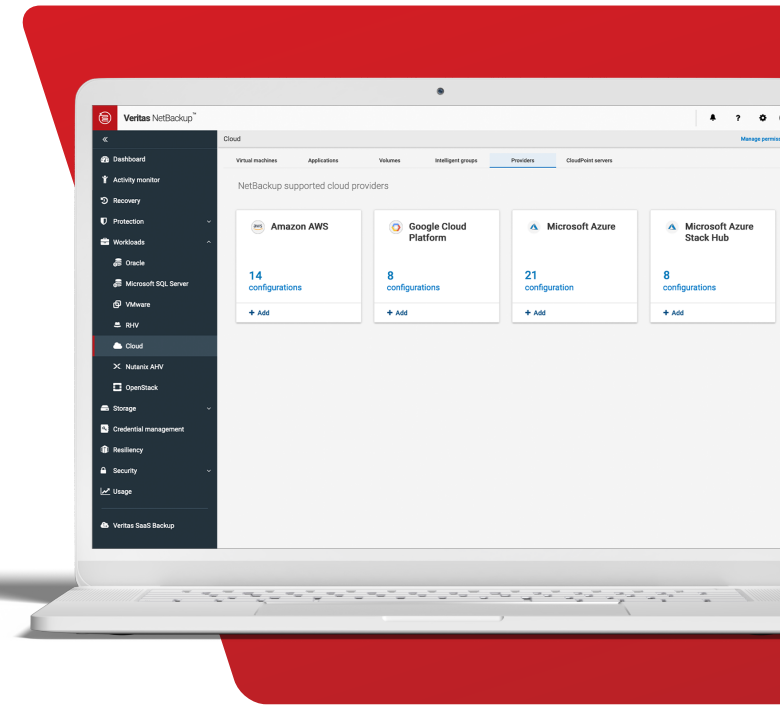 Veritas NetBackup™
?
«
Cloud
Manage permis
Dashboard
Activity monitor
Recovery
Protection
Workloads
Oracle
Microsoft SQL Server
VMware
RHV
Cloud
Nutanix AHV
OpenStack
Storage
Credential management
Resiliency
Security
Usage
Veritas SaaS Backup
Virtual machines Applications Volumes Intelligent groups Providers CloudPoint servers
NetBackup supported cloud providers
aws
Amazon AWS
14
configurations
+ Add
Google Cloud
Platform
8
configurations
+ Add
Microsoft Azure
21
configuration
+ Add
Microsoft Azure
Stack Hub
8
configurations
+ Add